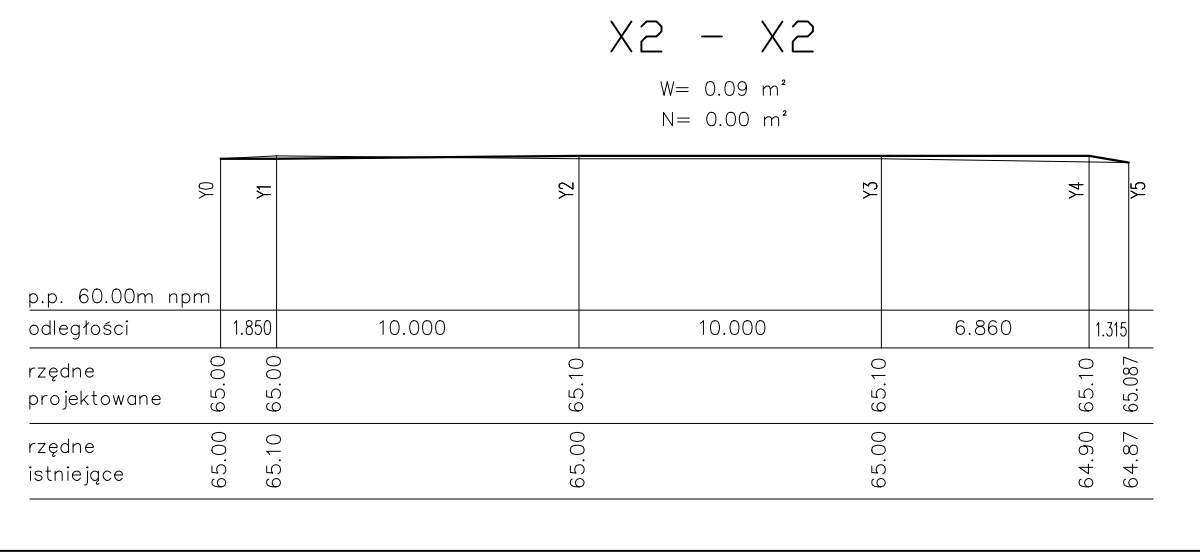 X2 - X2
W= 0.09 m²
N= 0.00 m²
Y0 Y1 Y2 Y3 Y4 Y5
p.p. 60.00m npm
odległości 1.850 10.000 10.000 6.860 1.315
rzędne
projektowane 65.00 65.00 65.10 65.10 65.10 65.087
rzędne
istniejące 65.00 65.10 65.00 65.00 64.90 64.87